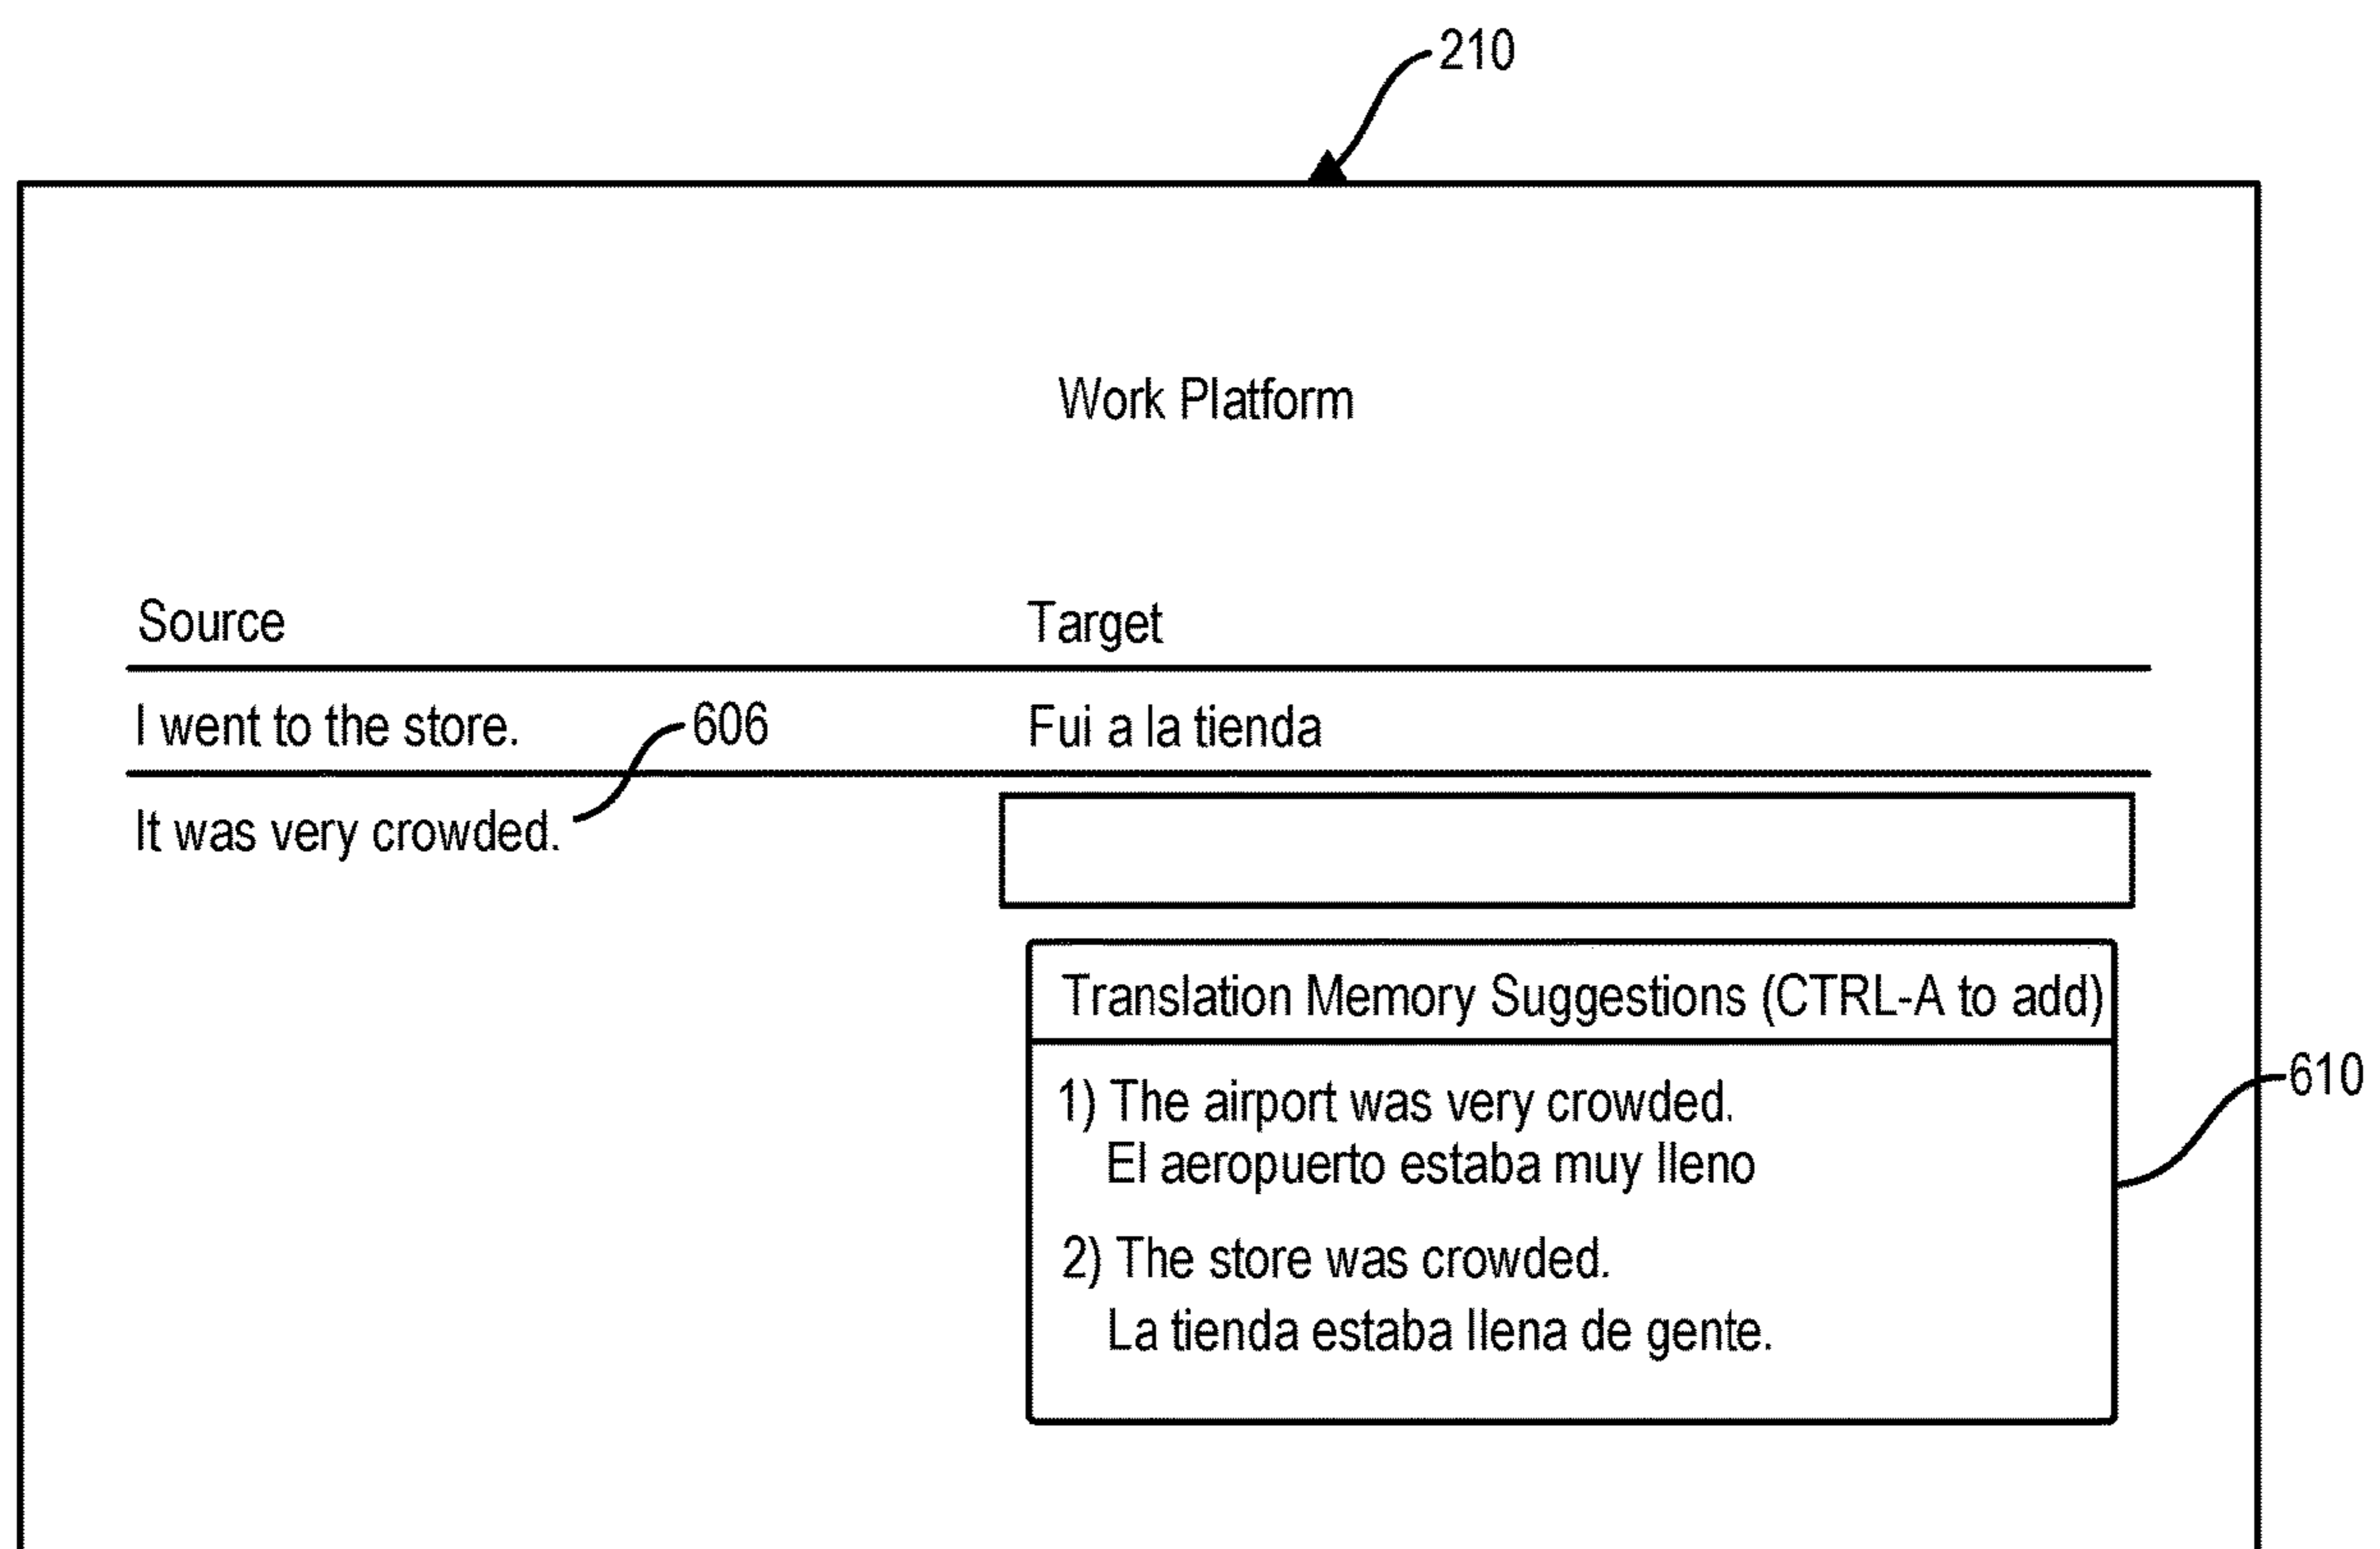 210
Work Platform
Source Target
I went to the store. 606 Fui a la tienda
It was very crowded.
Translation Memory Suggestions (CTRL-A to add)
1) The airport was very crowded.
El aeropuerto estaba muy lleno
610
2) The store was crowded.
La tienda estaba llena de gente.